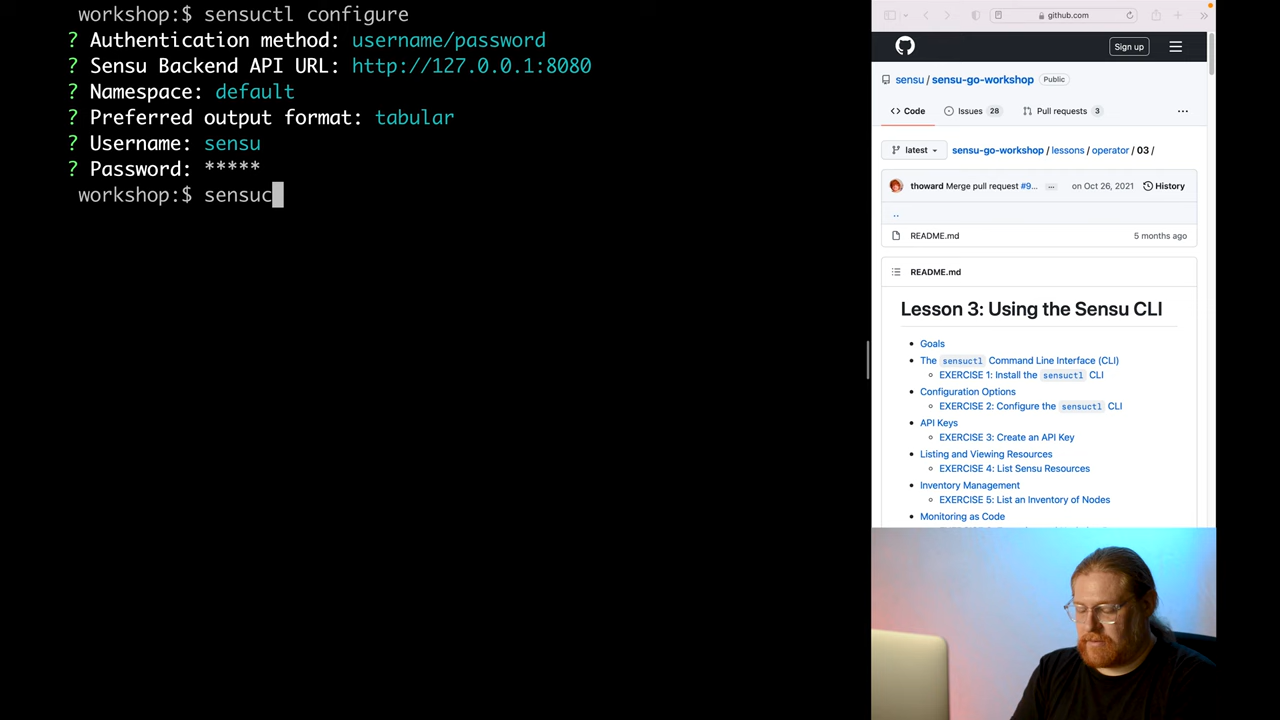 workshop:$ sensuctl configure
? Authentication method: username/password
? Sensu Backend API URL: http://127.0.0.1:8080
? Namespace: default
? Preferred output format: tabular
? Username: sensu
? Password: *****
workshop:$ sensuc
github.com
Sign up
sensu / sensu-go-workshop Public
Code
Issues 28
Pull requests 3
...
latest
sensu-go-workshop / lessons / operator / 03 /
thoward Merge pull request #9... ... on Oct 26, 2021 History
..
README.md 5 months ago
README.md
Lesson 3: Using the Sensu CLI
Goals
The sensuctl Command Line Interface (CLI)
EXERCISE 1: Install the sensuctl CLI
Configuration Options
EXERCISE 2: Configure the sensuctl CLI
API Keys
EXERCISE 3: Create an API Key
Listing and Viewing Resources
EXERCISE 4: List Sensu Resources
Inventory Management
EXERCISE 5: List an Inventory of Nodes
Monitoring as Code